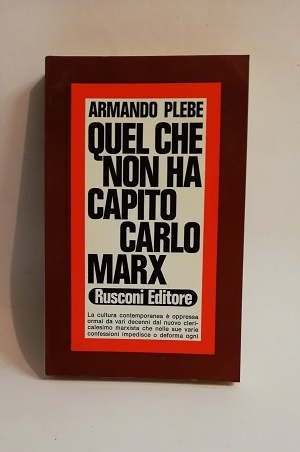 ARMANDO PLEBE
QUEL CHE
NON HA
CAPITO
CARLO
MARX
Rusconi Editore
La cultura contemporanea è oppressa
ormai da vari decenni dal nuovo cleri-
calesimo marxista che nelle sue varie
confessioni impedisce o deforma ogni